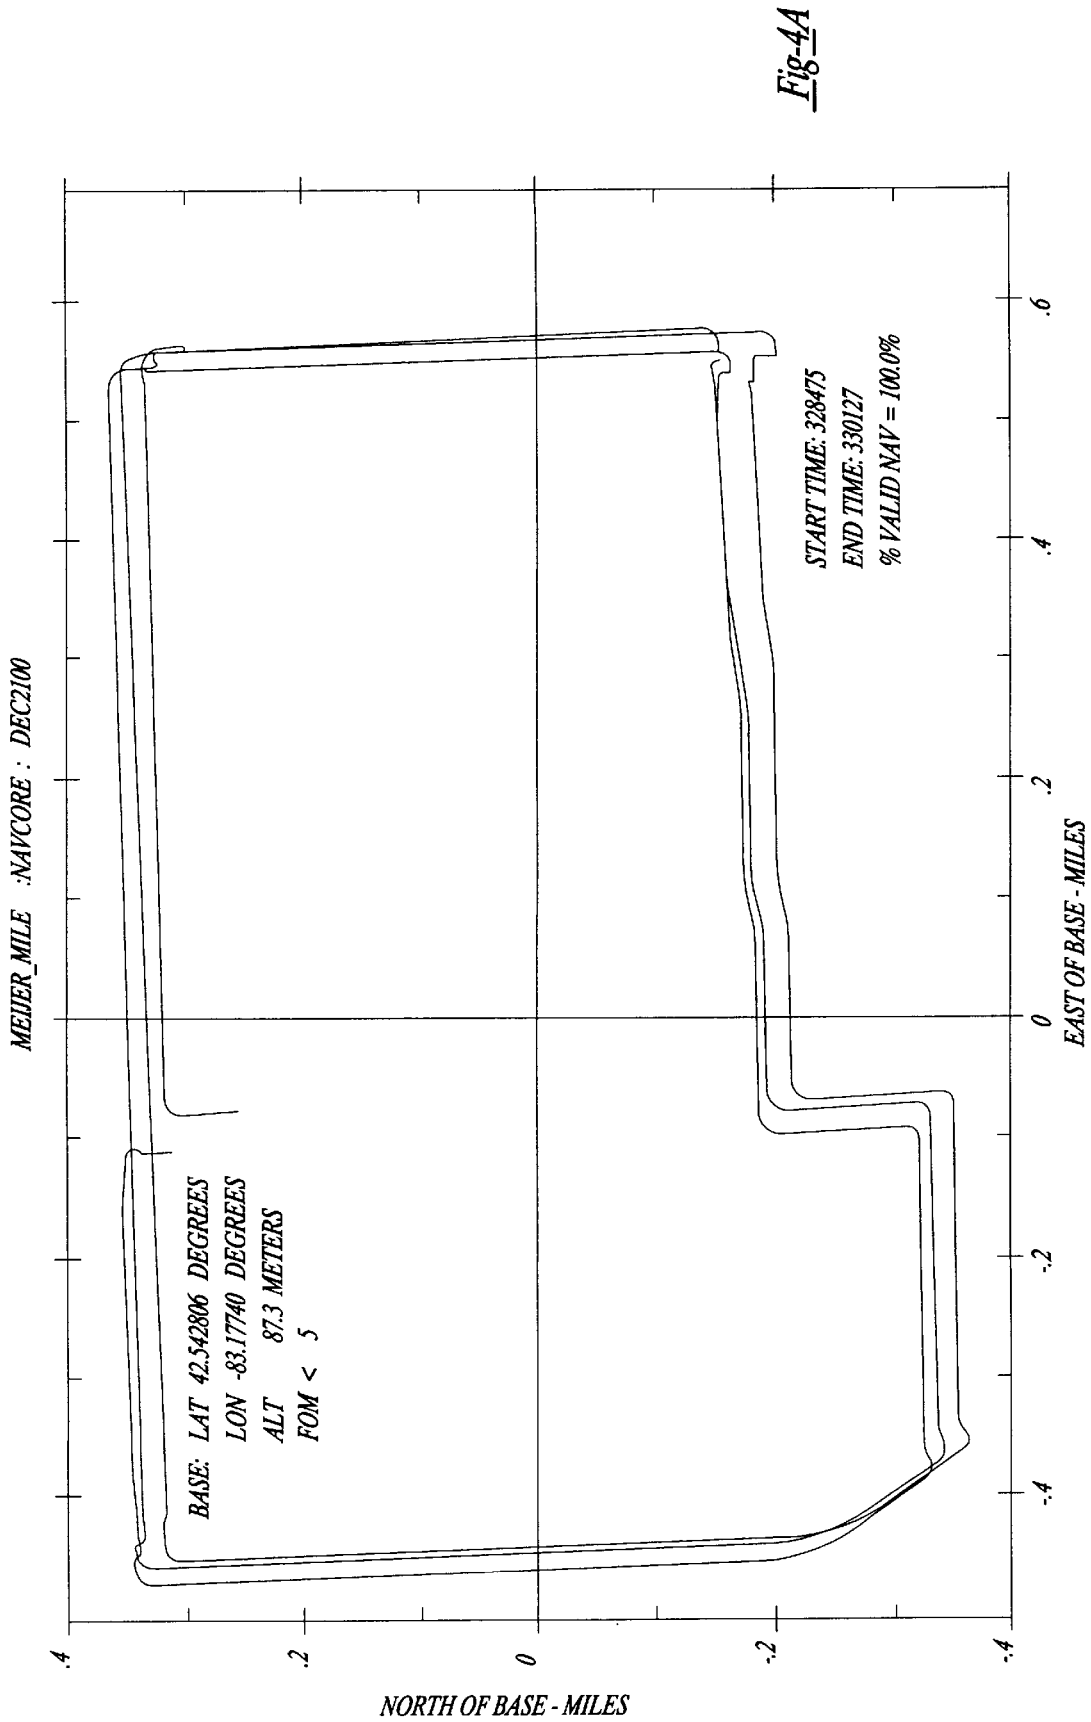 MEIJER_MILE :NAVCORE : DEC2100
.4
.2
0
-.2
-.4
NORTH OF BASE - MILES
BASE: LAT 42.542806 DEGREES
LON -83.17740 DEGREES
ALT 87.3 METERS
FOM < 5
START TIME: 328475
END TIME: 330127
% VALID NAV = 100.0%
-.4
-.2
0
.2
.4
.6
EAST OF BASE - MILES
Fig-4A